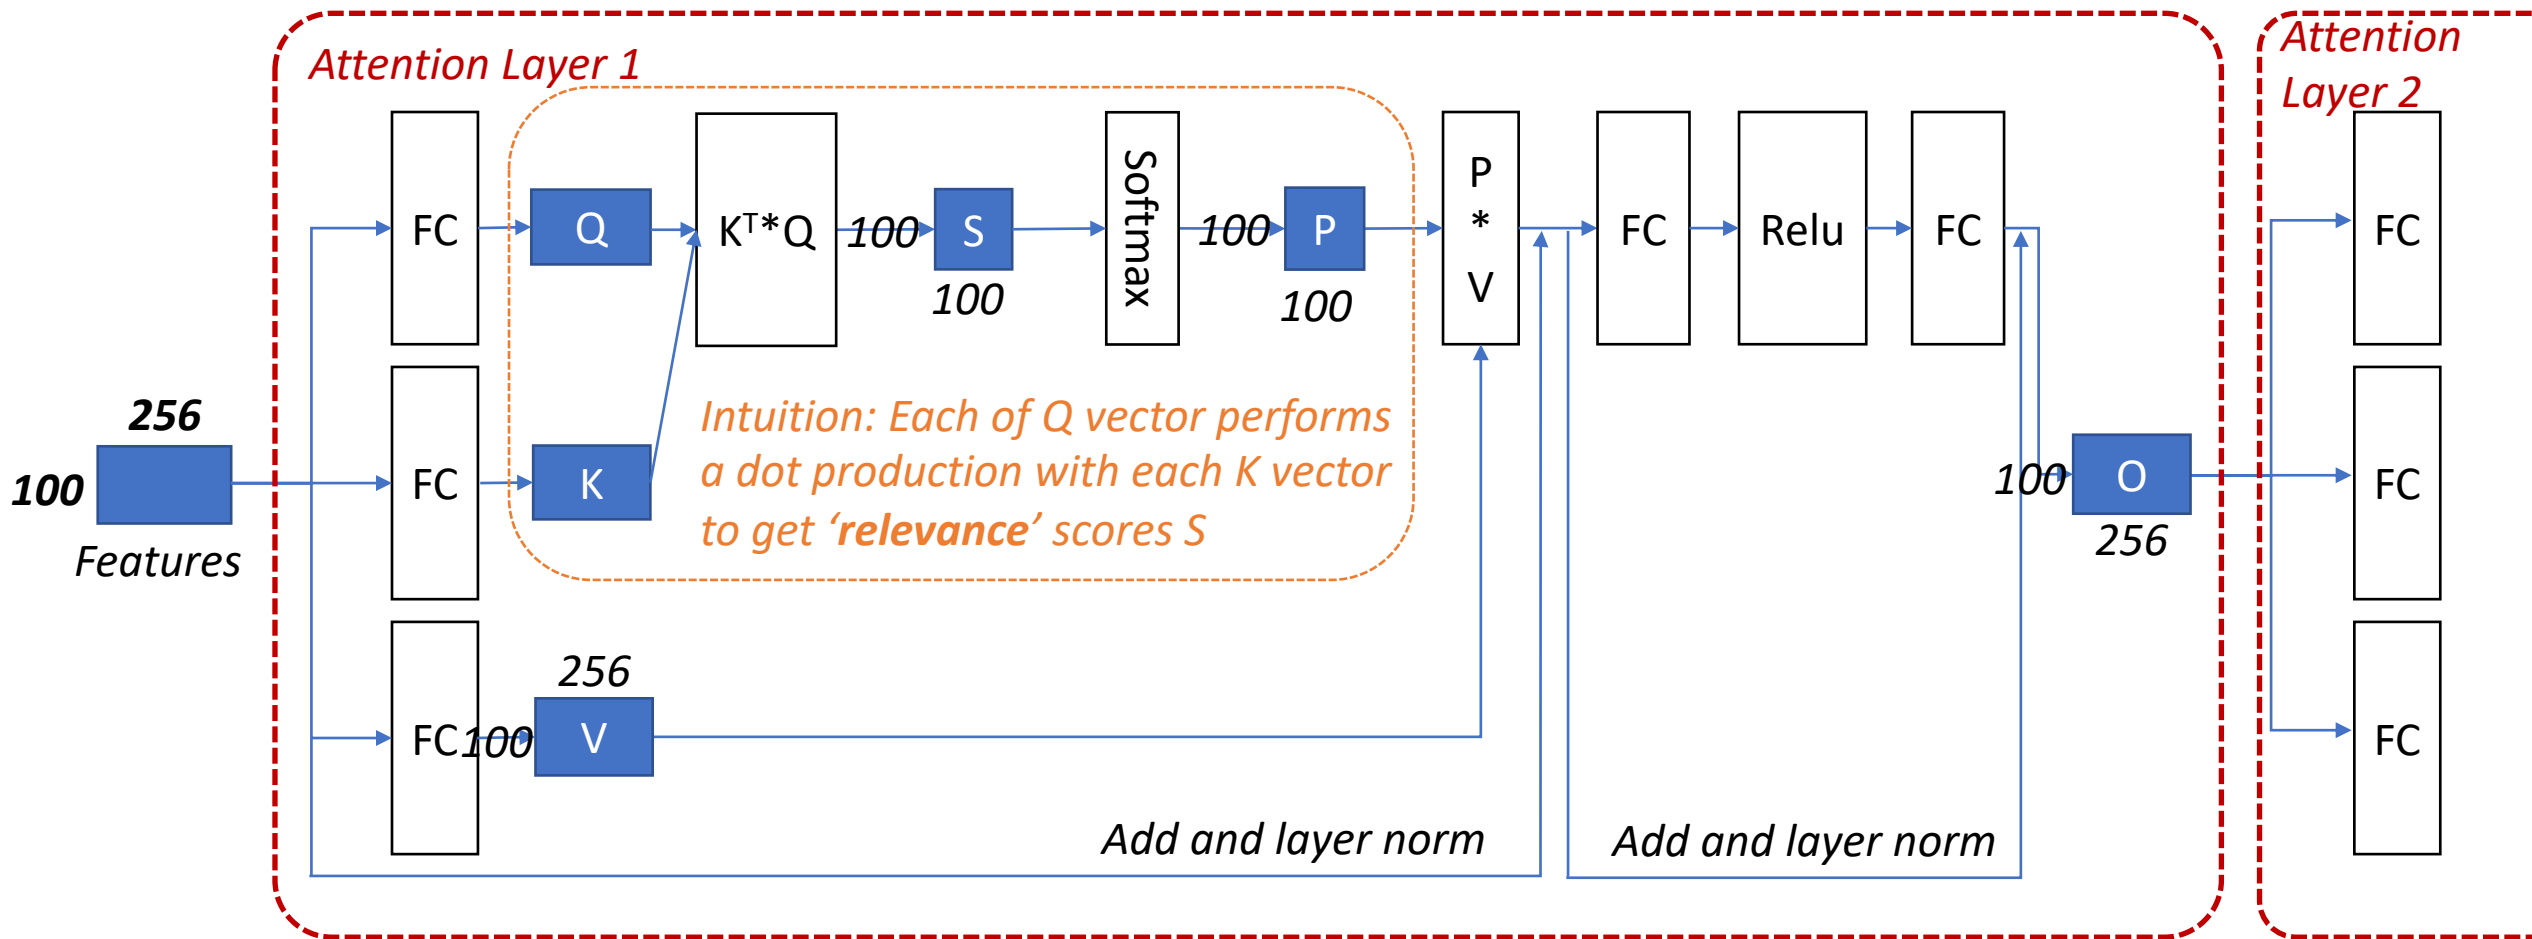 Attention Layer 1
Attention
Layer 2
FC
Q
Kᵀ*Q
100
S
100
Softmax
100
P
100
P
*
V
FC
Relu
FC
FC
256
100
Features
FC
K
Intuition: Each of Q vector performs
a dot production with each K vector
to get ‘relevance’ scores S
100
O
256
FC
FC
100
256
V
Add and layer norm
Add and layer norm
FC